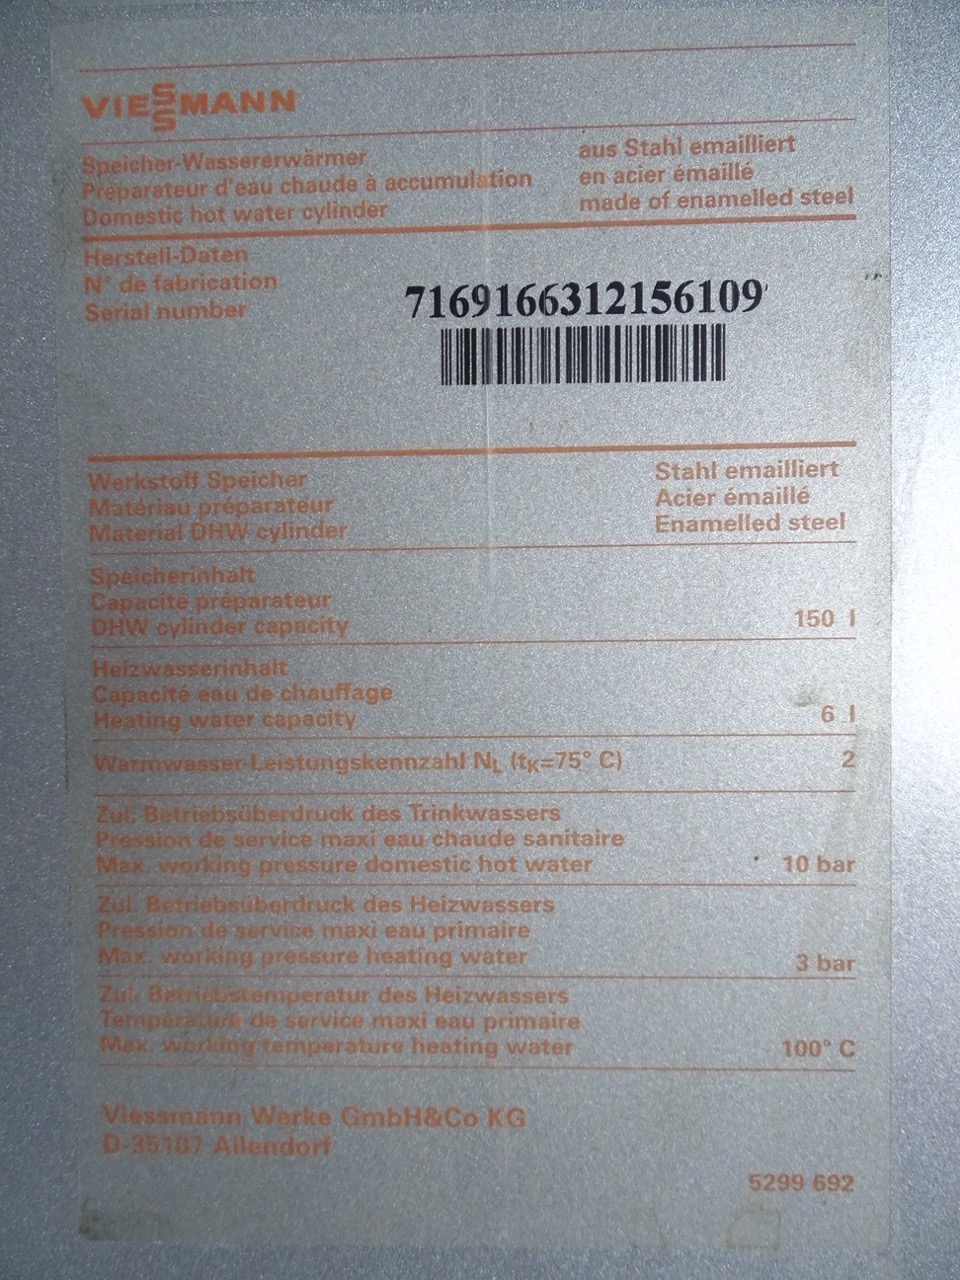 VIESSMANN
Speicher-Wassererwärmer
Préparateur d'eau chaude à accumulation
Domestic hot water cylinder
aus Stahl emailliert
en acier émaillé
made of enamelled steel
Herstell-Daten
N° de fabrication
Serial number
7169166312156109
Werkstoff Speicher
Matériau préparateur
Material DHW cylinder
Stahl emailliert
Acier émaillé
Enamelled steel
Speicherinhalt
Capacité préparateur
DHW cylinder capacity
150 l
Heizwasserinhalt
Capacité eau de chauffage
Heating water capacity
6 l
Warmwasser-Leistungskennzahl NL (tK=75° C)
2
Zul. Betriebsüberdruck des Trinkwassers
Pression de service maxi eau chaude sanitaire
Max. working pressure domestic hot water
10 bar
Zul. Betriebsüberdruck des Heizwassers
Pression de service maxi eau primaire
Max. working pressure heating water
3 bar
Zul. Betriebstemperatur des Heizwassers
Température de service maxi eau primaire
Max. working temperature heating water
100° C
Viessmann Werke GmbH&Co KG
D-35107 Allendorf
5299 692